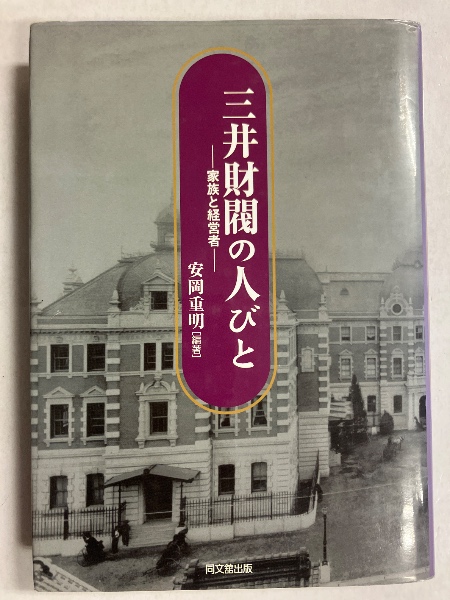 三井財閥の人びと
―家族と経営者―
安岡重明[編著]
同文舘出版